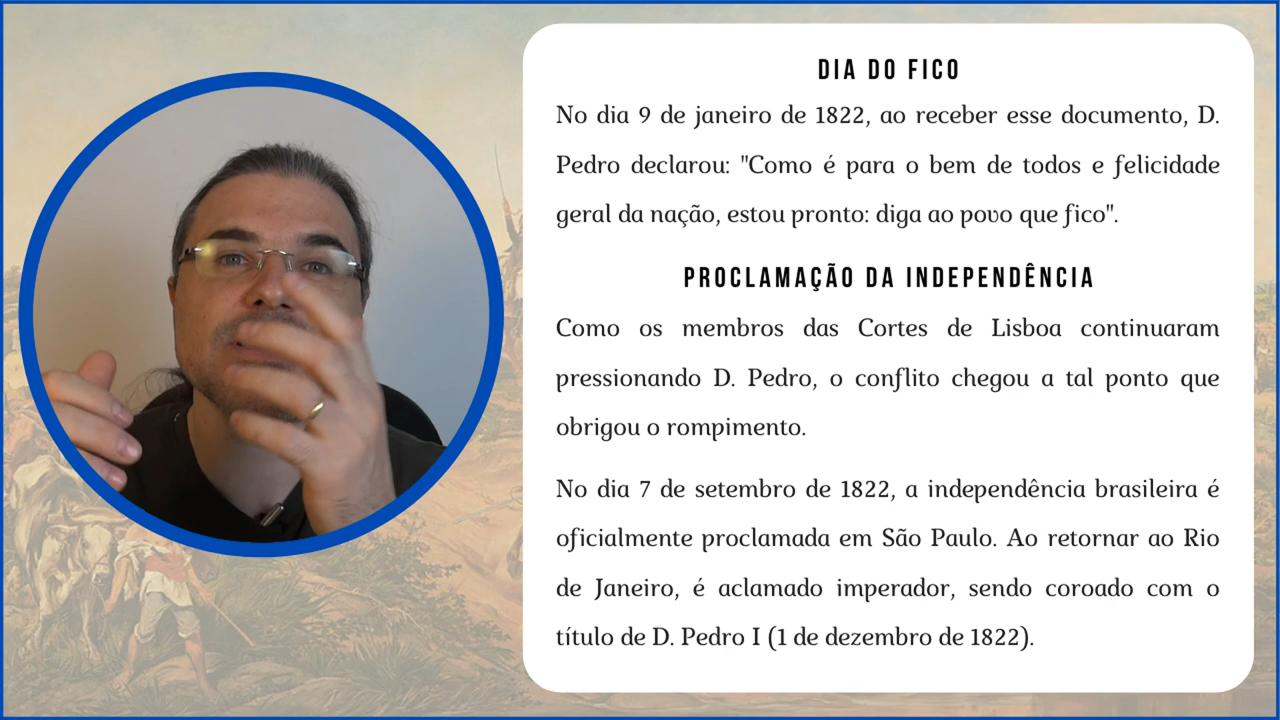 DIA DO FICO
No dia 9 de janeiro de 1822, ao receber esse documento, D.
Pedro declarou: "Como é para o bem de todos e felicidade
geral da nação, estou pronto: diga ao povo que fico".
PROCLAMAÇÃO DA INDEPENDÊNCIA
Como os membros das Cortes de Lisboa continuaram
pressionando D. Pedro, o conflito chegou a tal ponto que
obrigou o rompimento.
No dia 7 de setembro de 1822, a independência brasileira é
oficialmente proclamada em São Paulo. Ao retornar ao Rio
de Janeiro, é aclamado imperador, sendo coroado com o
título de D. Pedro I (1 de dezembro de 1822).